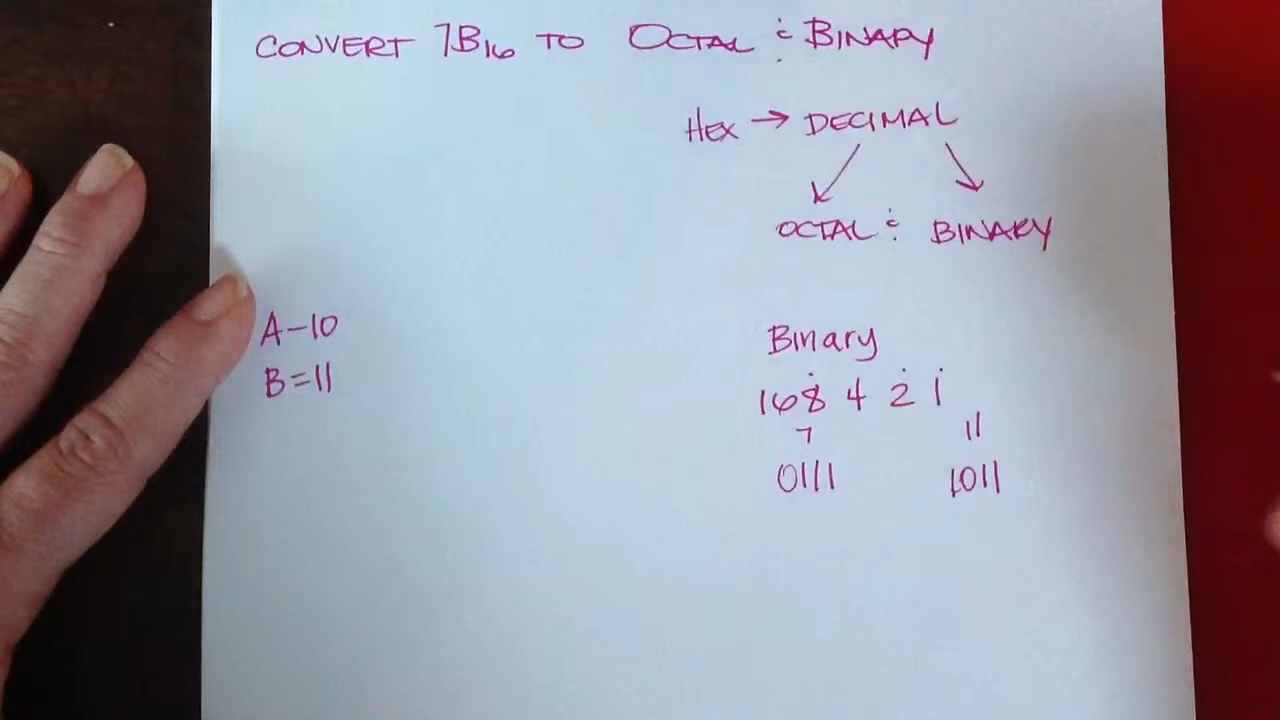 CONVERT 7B16 TO OCTAL & BINARY
HEX → DECIMAL
OCTAL & BINARY
A-10
B=11
Binary
16 8 4 2 1
7 11
0111 1011